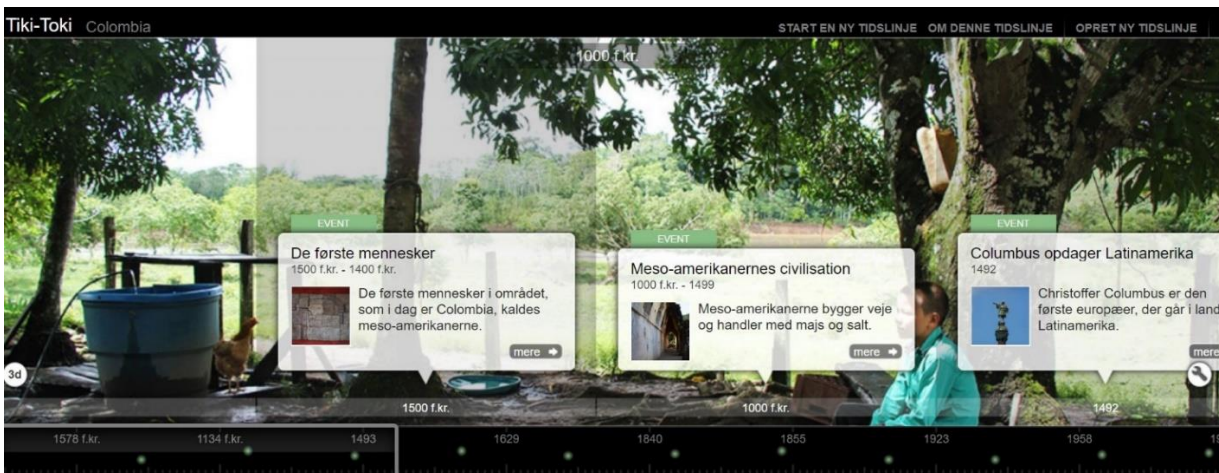 Tiki-Toki Colombia
START EN NY TIDSLINJE OM DENNE TIDSLINJE OPRET NY TIDSLINJE
1000 f.kr.
EVENT
De første mennesker
1500 f.kr. - 1400 f.kr.
De første mennesker i området,
som i dag er Colombia, kaldes
meso-amerikanerne.
mere
EVENT
Meso-amerikanernes civilisation
1000 f.kr. - 1499
Meso-amerikanerne bygger veje
og handler med majs og salt.
mere
EVENT
Columbus opdager Latinamerika
1492
Christoffer Columbus er den
første europæer, der går i land
Latinamerika.
mere
3d
1500 f.kr. 1000 f.kr. 1492
1578 f.kr. 1134 f.kr. 1493 1629 1840 1855 1923 1958